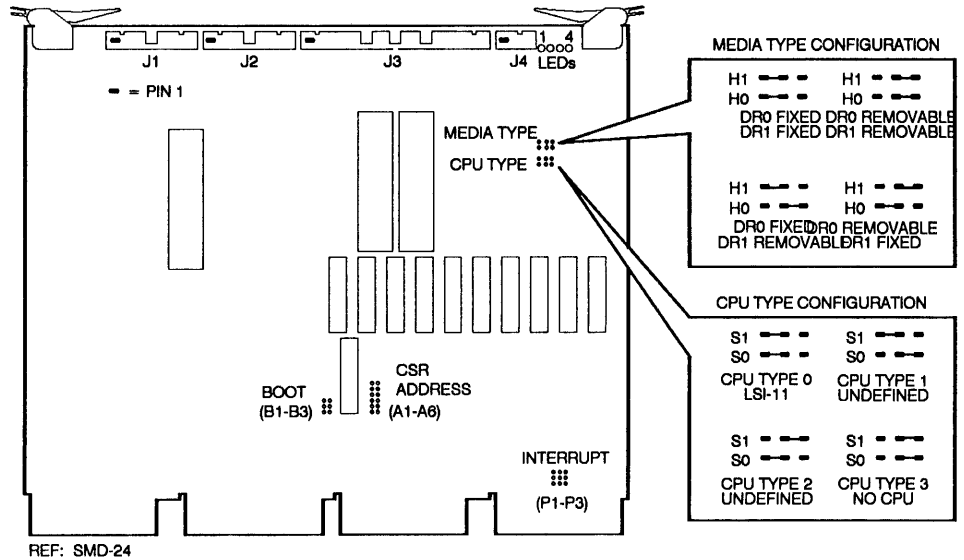 1 4
J1 J2 J3 J4 LEDs
= PIN 1
MEDIA TYPE
CPU TYPE
BOOT
(B1-B3)
CSR
ADDRESS
(A1-A6)
INTERRUPT
(P1-P3)
REF: SMD-24
MEDIA TYPE CONFIGURATION
H1 H1
H0 H0
DR0 FIXED DR0 REMOVABLE
DR1 FIXED DR1 REMOVABLE
H1 H1
H0 H0
DR0 FIXED DR0 REMOVABLE
DR1 REMOVABLE DR1 FIXED
CPU TYPE CONFIGURATION
S1 S1
S0 S0
CPU TYPE 0 CPU TYPE 1
LSI-11 UNDEFINED
S1 S1
S0 S0
CPU TYPE 2 CPU TYPE 3
UNDEFINED NO CPU